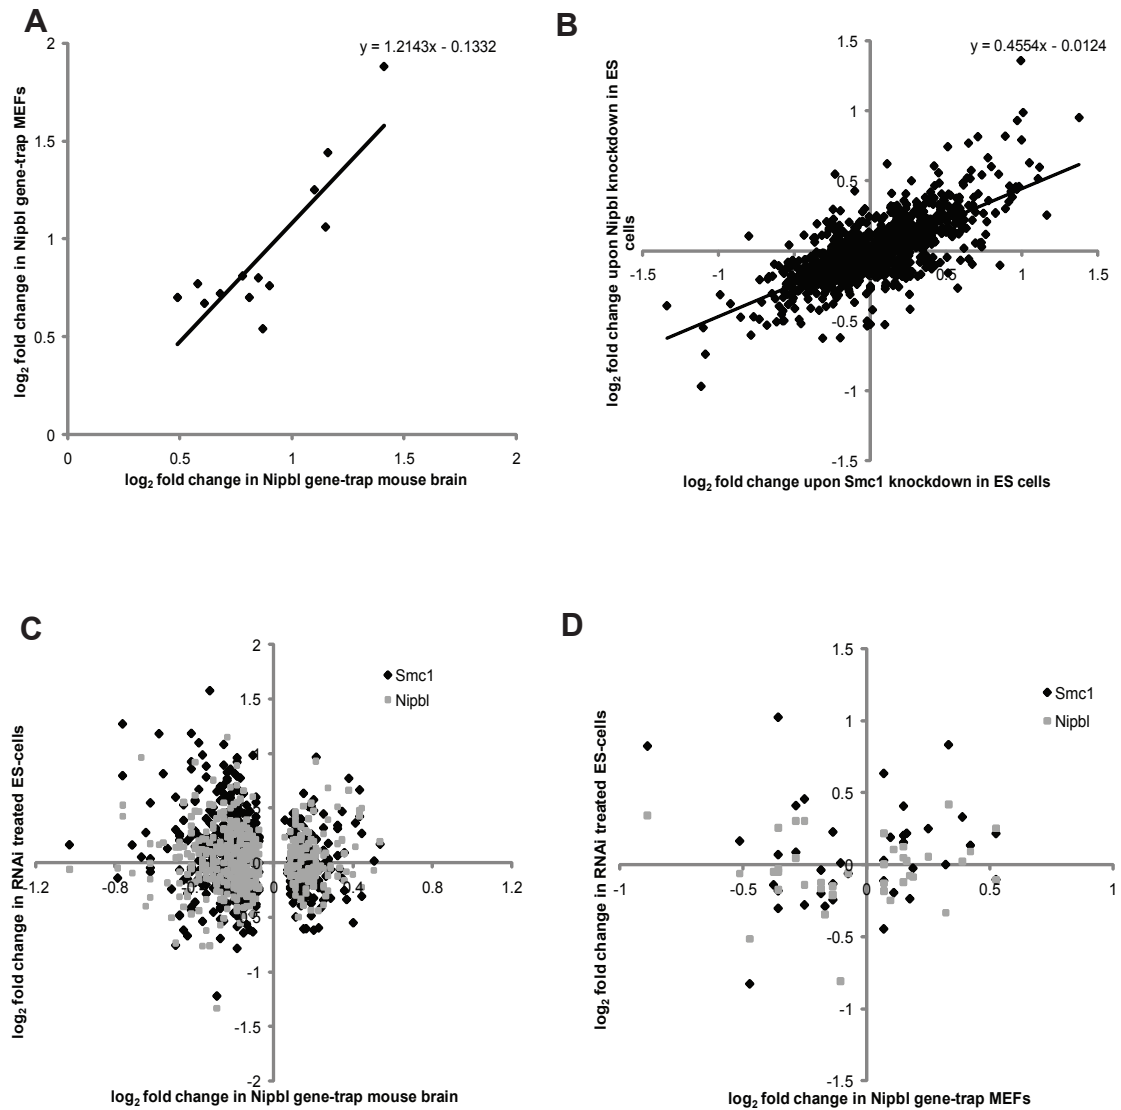 A
y = 1.2143x - 0.1332
2
1.5
1
0.5
0
0
0.5
1
1.5
2
log2 fold change in Nipbl gene-trap MEFs
log2 fold change in Nipbl gene-trap mouse brain
B
y = 0.4554x - 0.0124
1.5
1
0.5
-0.5
-1
-1.5
-1.5
-1
0.5
1
1.5
log2 fold change upon Nipbl knockdown in ES
cells
log2 fold change upon Smc1 knockdown in ES cells
C
Smc1
Nipbl
2
1.5
1
0
-1
-1.5
-2
-1.2
-0.8
0.4
0.8
1.2
log2 fold change in RNAi treated ES-cells
log2 fold change in Nipbl gene-trap mouse brain
D
Smc1
Nipbl
1.5
1
0.5
0
-0.5
-1
-1.5
-1
-0.5
0
0.5
1
log2 fold change in RNAi treated ES-cells
log2 fold change in Nipbl gene-trap MEFs